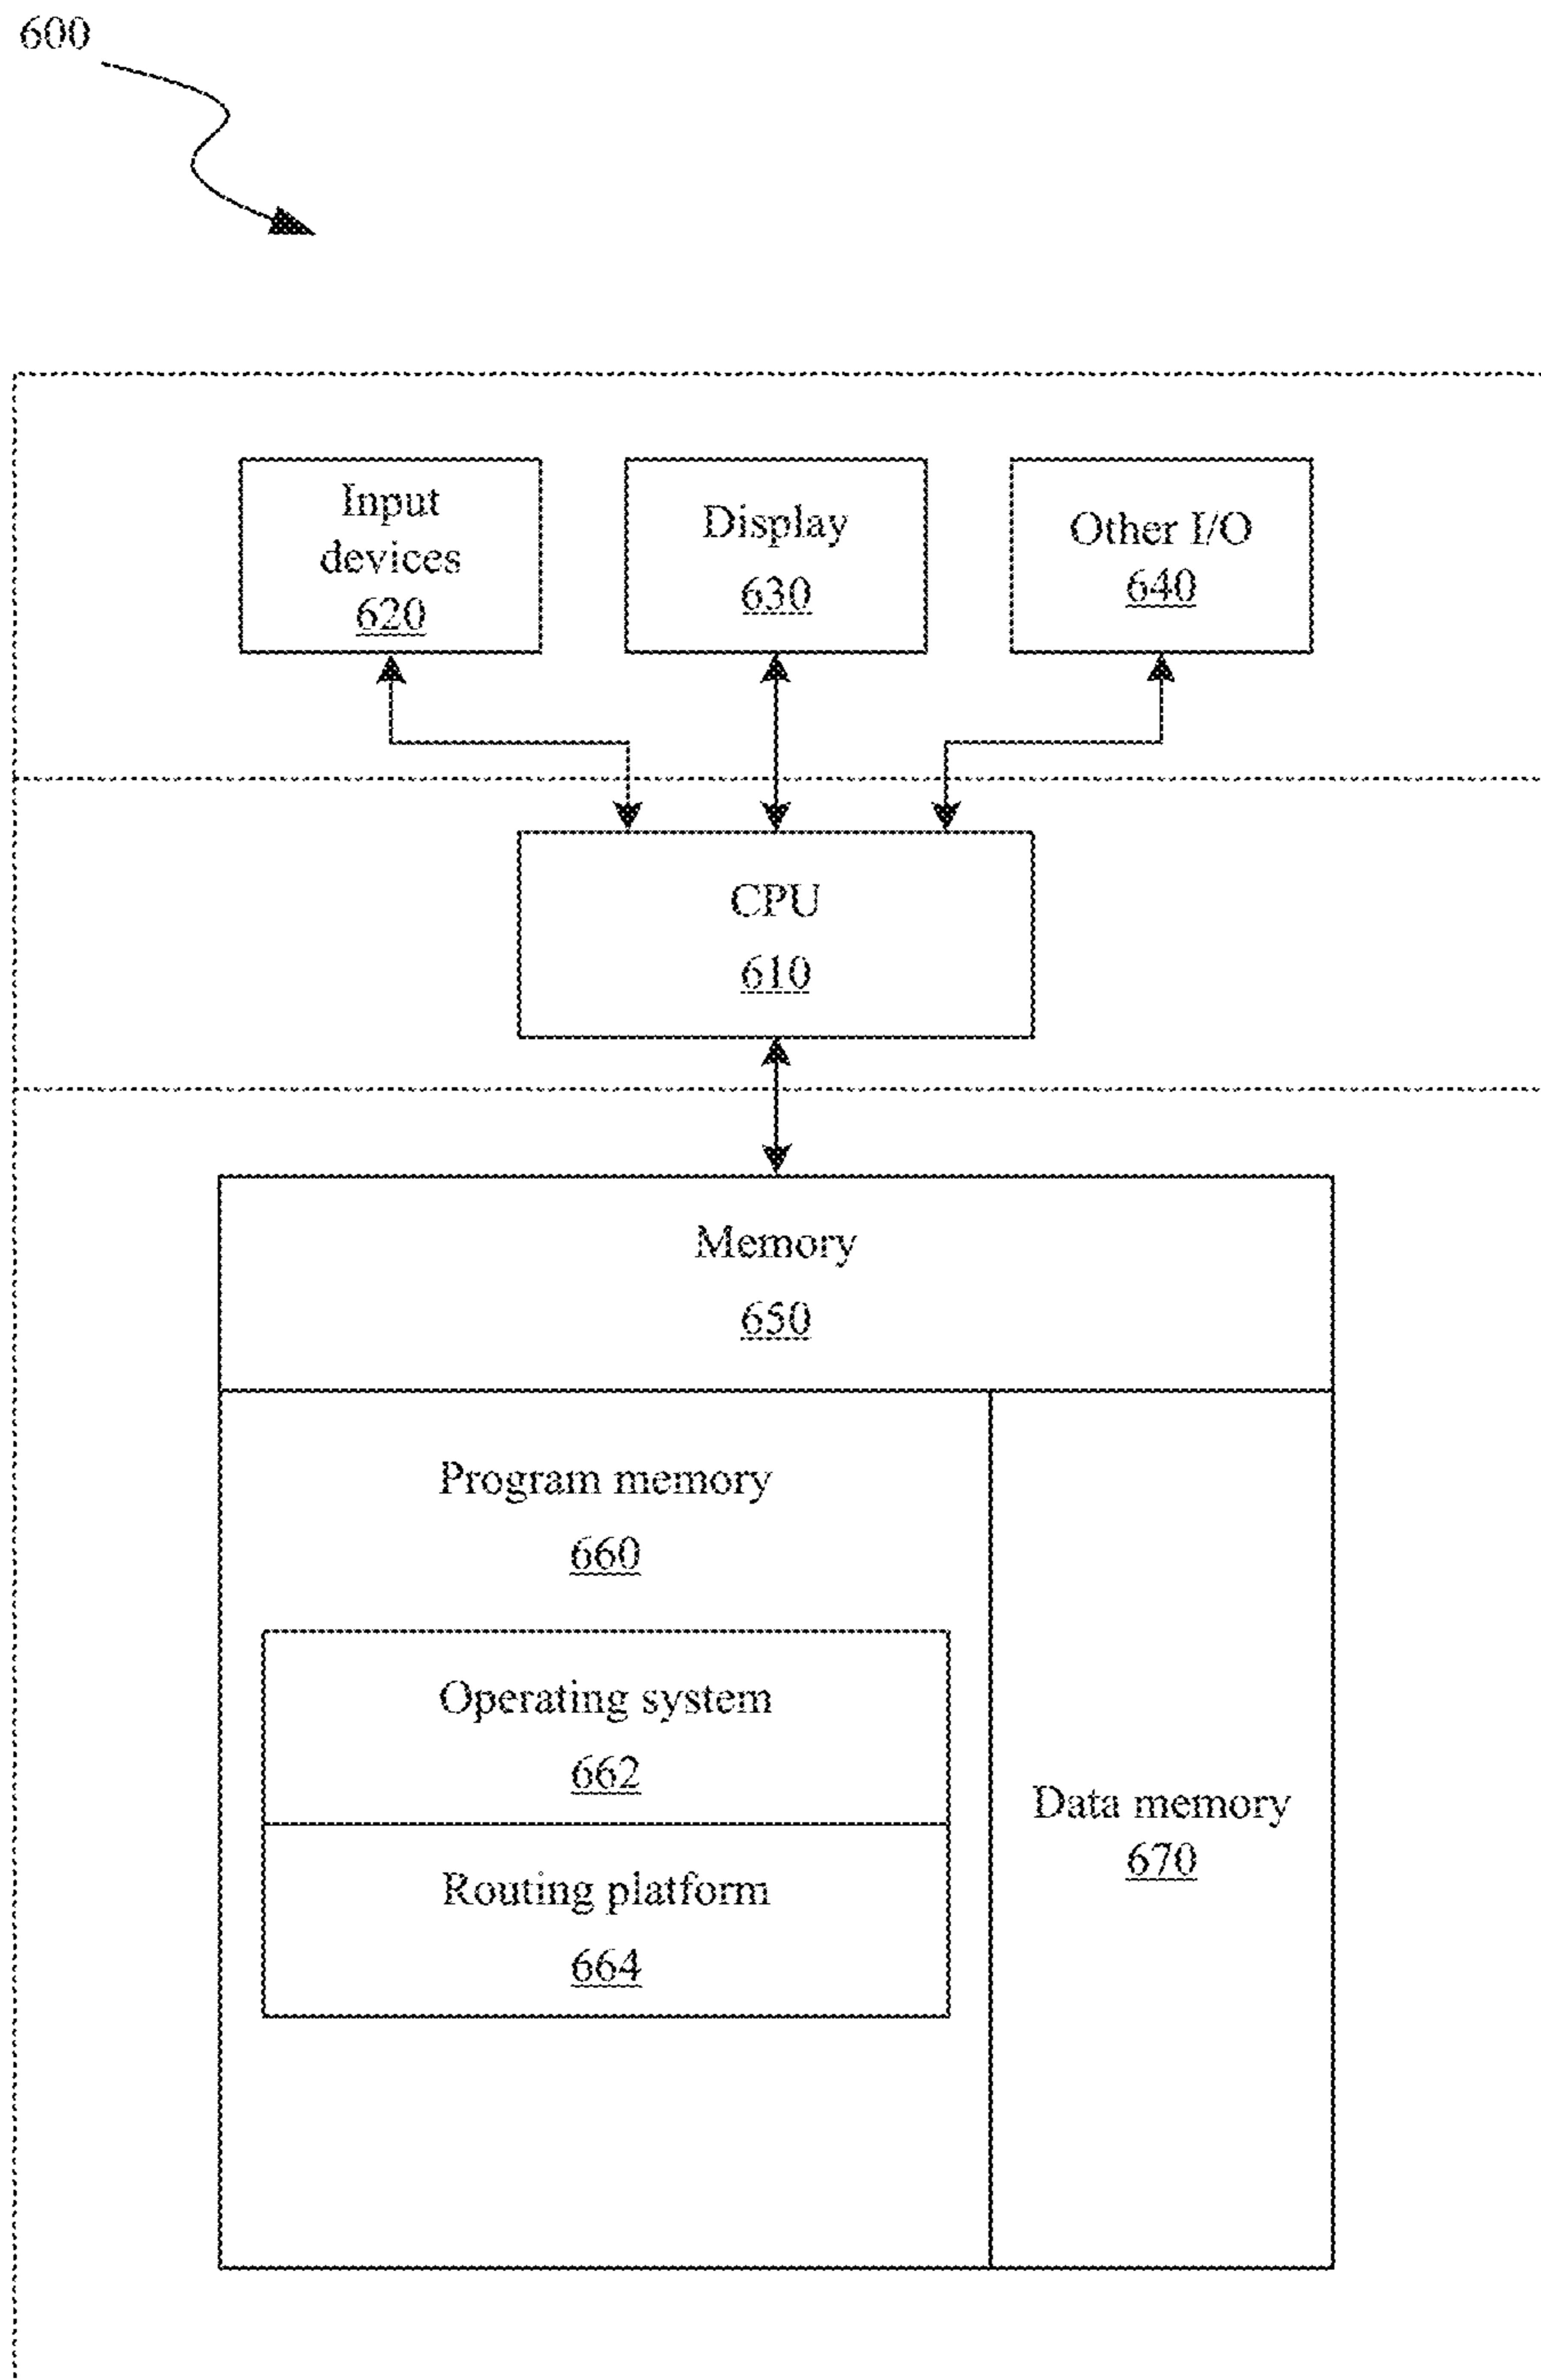 600
Input
devices
620
Display
630
Other I/O
640
CPU
610
Memory
650
Program memory
660
Operating system
662
Routing platform
664
Data memory
670